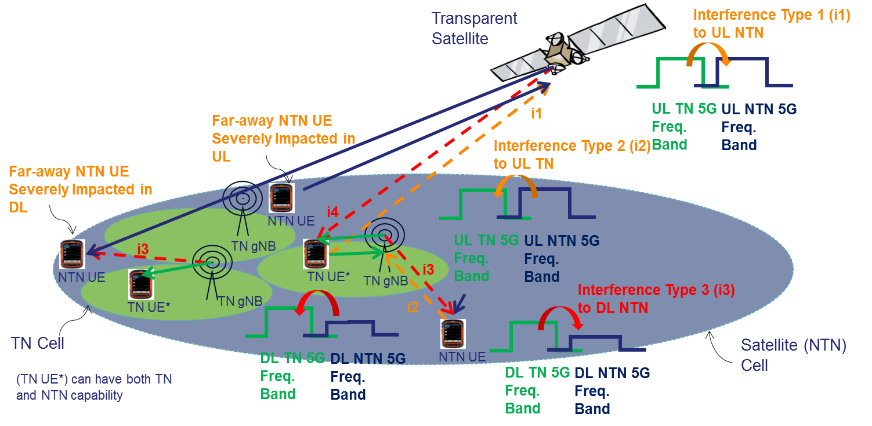 Transparent
Satellite
Interference Type 1 (i1)
to UL NTN
i1
UL TN 5G
Freq.
Band
UL NTN 5G
Freq.
Band
Far-away NTN UE
Severely Impacted in
UL
Interference Type 2 (i2)
to UL TN
Far-away NTN UE
Severely Impacted in
DL
NTN UE
TN gNB
i4
UL TN 5G
Freq.
Band
UL NTN 5G
Freq.
Band
i3
NTN UE
TN UE*
TN gNB
TN UE*
TN gNB
i3
i2
Interference Type 3 (i3)
to DL NTN
TN Cell
NTN UE
Satellite (NTN)
Cell
DL TN 5G
Freq.
Band
DL NTN 5G
Freq.
Band
DL TN 5G
Freq.
Band
DL NTN 5G
Freq.
Band
(TN UE*) can have both TN
and NTN capability